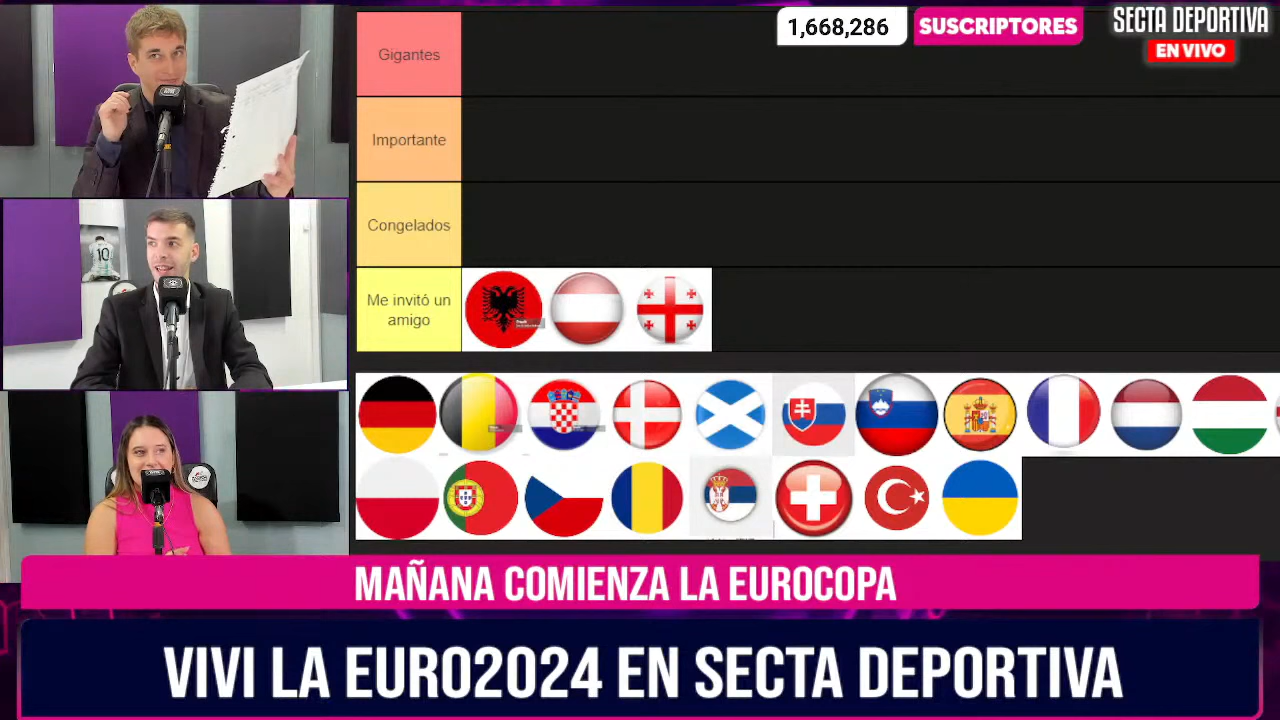 Gigantes
1,668,286
SUSCRIPTORES
SECTA DEPORTIVA
EN VIVO
Importante
Congelados
Me invitó un
amigo
10
MAÑANA COMIENZA LA EUROCOPA
VIVI LA EURO2024 EN SECTA DEPORTIVA